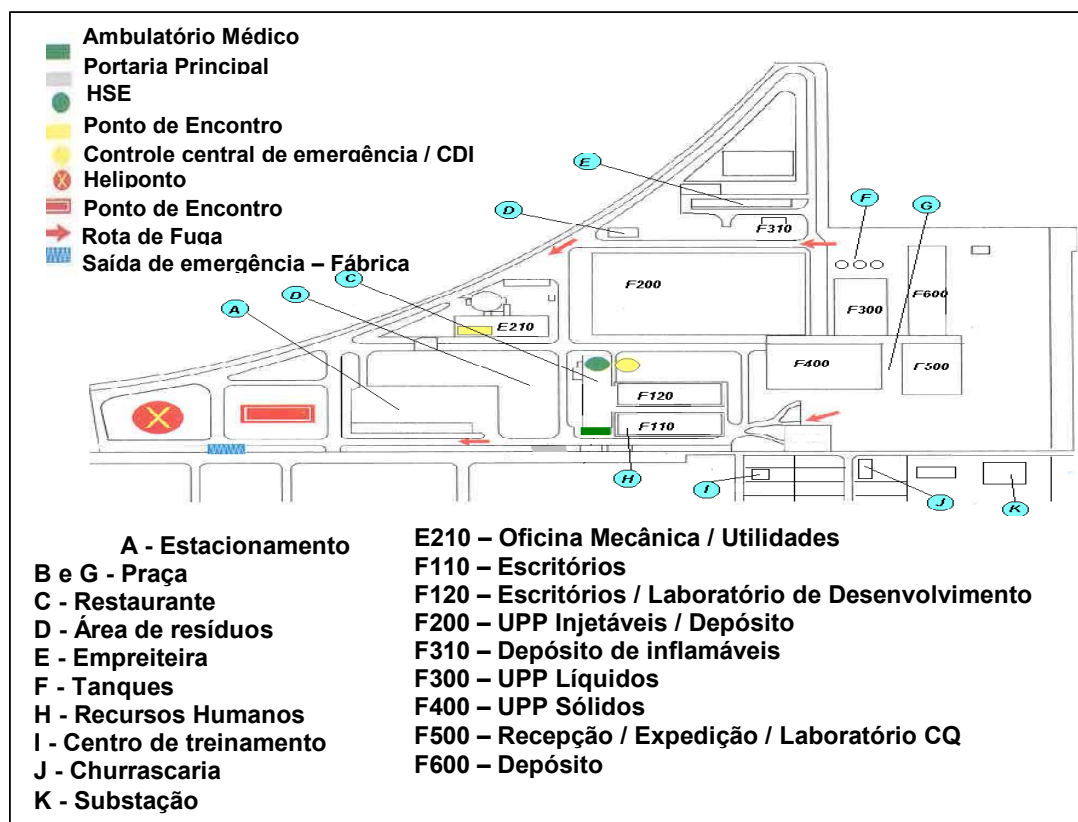 Ambulatório Médico
Portaria Principal
HSE
Ponto de Encontro
Controle central de emergência / CDI
Heliponto
Ponto de Encontro
Rota de Fuga
Saída de emergência – Fábrica
E
F
D
F310
G
C
F200
D
F600
A
F300
E210
F400
F500
F120
X
F110
H
I
J
K
A - Estacionamento
B e G - Praça
C - Restaurante
D - Área de resíduos
E - Empreiteira
F - Tanques
H - Recursos Humanos
I - Centro de treinamento
J - Churrascaria
K - Substação
E210 – Oficina Mecânica / Utilidades
F110 – Escritórios
F120 – Escritórios / Laboratório de Desenvolvimento
F200 – UPP Injetáveis / Depósito
F310 – Depósito de inflamáveis
F300 – UPP Líquidos
F400 – UPP Sólidos
F500 – Recepção / Expedição / Laboratório CQ
F600 – Depósito